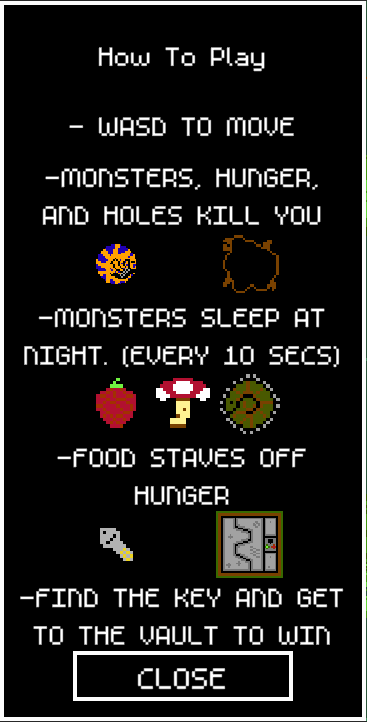 How To Play
- WASD TO MOVE
-MONSTERS, HUNGER,
AND HOLES KILL YOU
-MONSTERS SLEEP AT
NIGHT. (EVERY 10 SECS)
-FOOD STAVES OFF
HUNGER
-FIND THE KEY AND GET
TO THE VAULT TO WIN
CLOSE